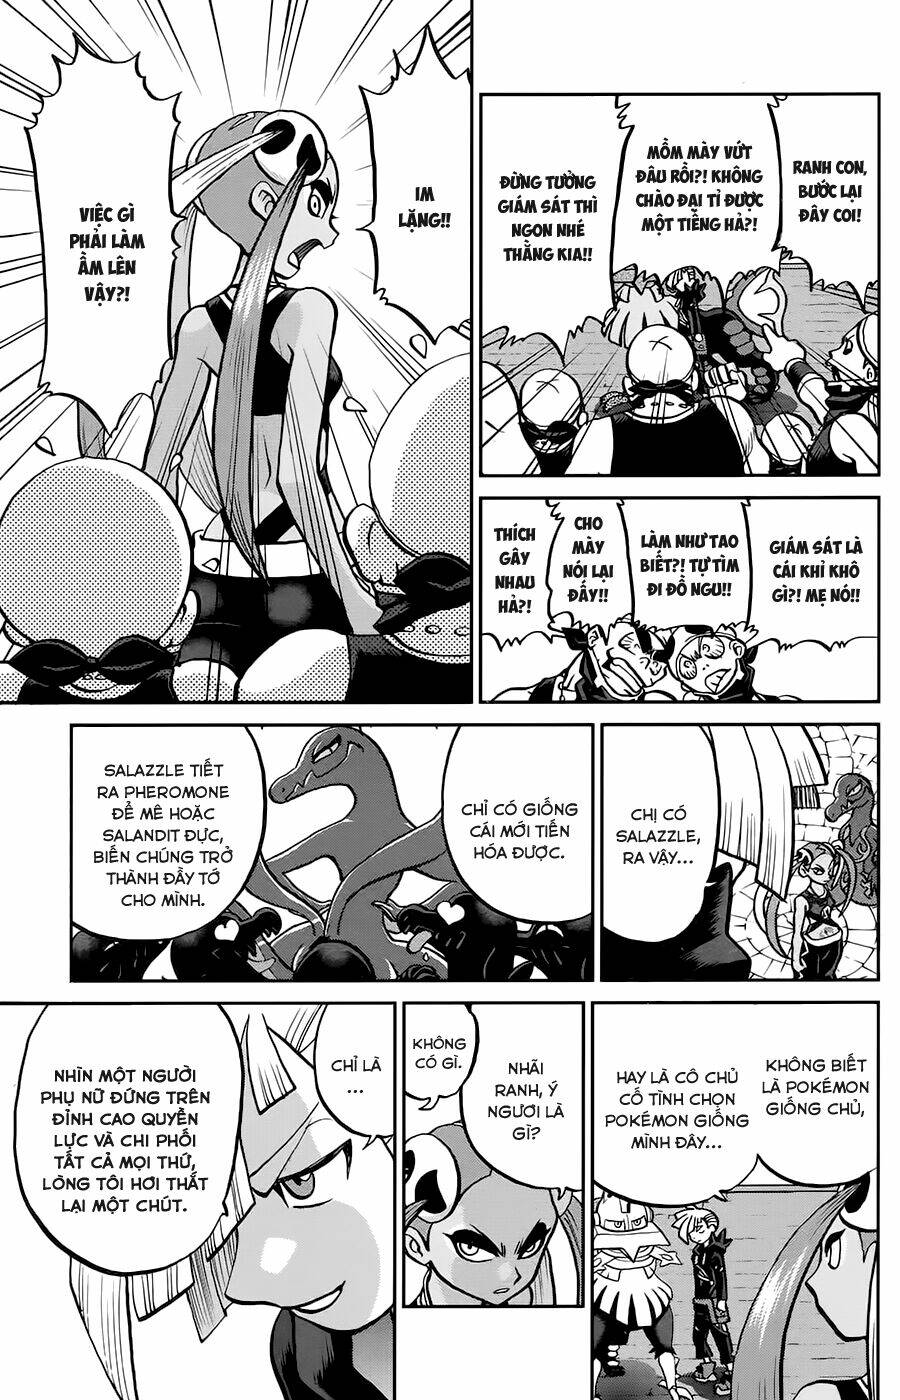 RANH CON,
BƯỚC LẠI
ĐÂY COI!
MỒM MÀY VỨT
ĐÂU RỒI?! KHÔNG
CHÀO ĐẠI TỈ ĐƯỢC
MỘT TIẾNG HẢ?!
ĐỪNG TƯỞNG
GIÁM SÁT THÌ
NGON NHÉ
THẰNG KIA!!
GIÁM SÁT LÀ
CÁI KHỈ KHÔ
GÌ?! MẸ NÓ!!
LÀM NHƯ TAO
BIẾT?! TỰ TÌM
ĐI ĐỒ NGU!!
CHO
MÀY
NÓI LẠI
ĐẤY!!
THÍCH
GÂY
NHAU
HẢ?!
IM
LẶNG!!
VIỆC GÌ
PHẢI LÀM
ẦM LÊN
VẬY?!
CHỊ CÓ
SALAZZLE,
RA VẬY...
CHỈ CÓ GIỐNG
CÁI MỚI TIẾN
HÓA ĐƯỢC.
SALAZZLE TIẾT
RA PHEROMONE
ĐỂ MÊ HOẶC
SALANDIT ĐỰC,
BIẾN CHÚNG TRỞ
THÀNH ĐẦY TỚ
CHO MÌNH.
KHÔNG BIẾT
LÀ POKÉMON
GIỐNG CHỦ,
HAY LÀ CÔ CHỦ
CỐ TÌNH CHỌN
POKÉMON GIỐNG
MÌNH ĐÂY...
NHÃI
RANH, Ý
NGƯƠI LÀ
GÌ?
KHÔNG
CÓ GÌ.
CHỈ LÀ
...
NHÌN MỘT NGƯỜI
PHỤ NỮ ĐỨNG TRÊN
ĐỈNH CAO QUYỀN
LỰC VÀ CHI PHỐI
TẤT CẢ MỌI THỨ,
LÒNG TÔI HƠI THẮT
LẠI MỘT CHÚT.